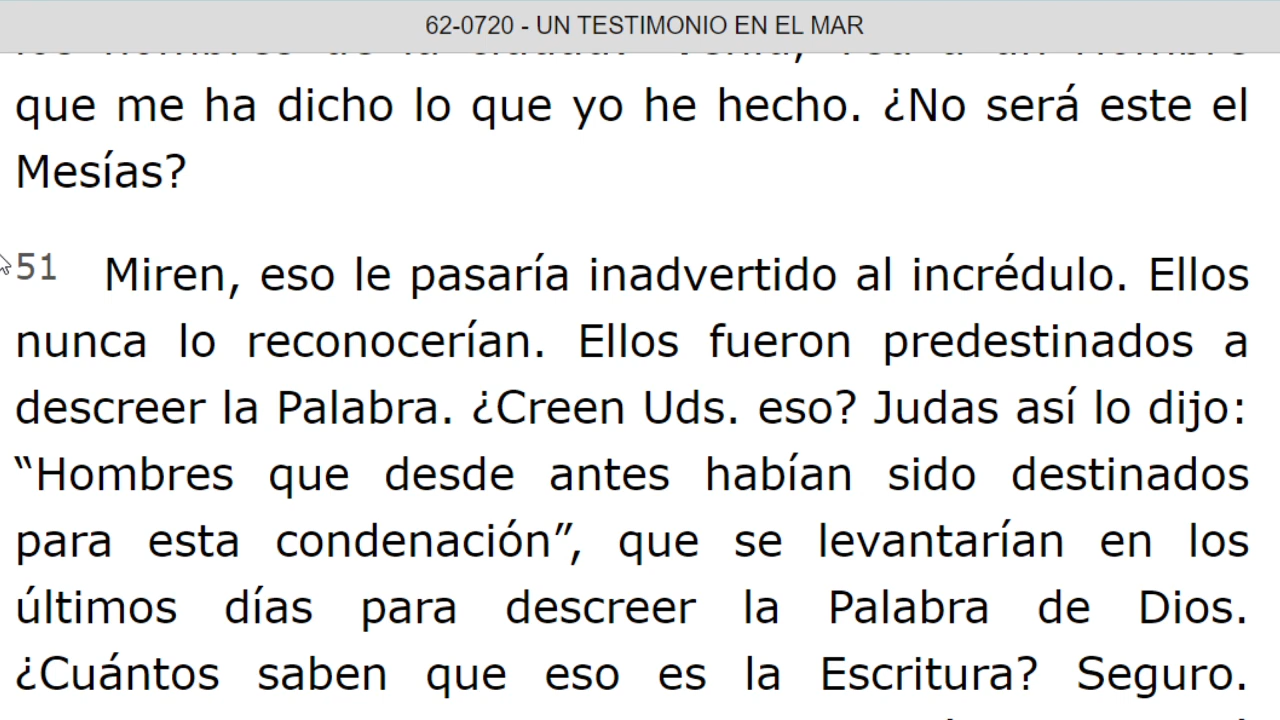 62-0720 - UN TESTIMONIO EN EL MAR
que me ha dicho lo que yo he hecho. ¿No será este el
Mesías?
51 Miren, eso le pasaría inadvertido al incrédulo. Ellos
nunca lo reconocerían. Ellos fueron predestinados a
descreer la Palabra. ¿Creen Uds. eso? Judas así lo dijo:
“Hombres que desde antes habían sido destinados
para esta condenación”, que se levantarían en los
últimos días para descreer la Palabra de Dios.
¿Cuántos saben que eso es la Escritura? Seguro.